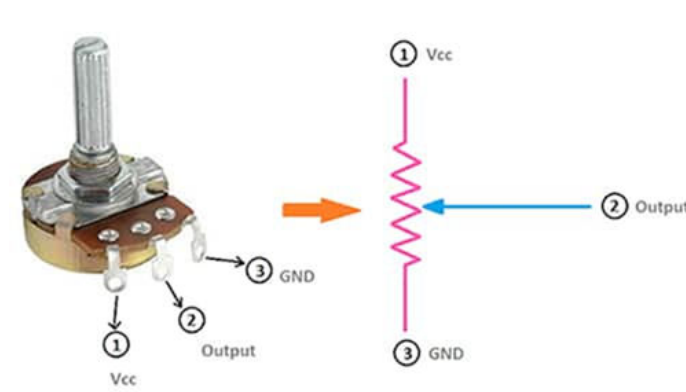 ① Vcc
② Output
③ GND
③ GND
② 
Output
① 
Vcc